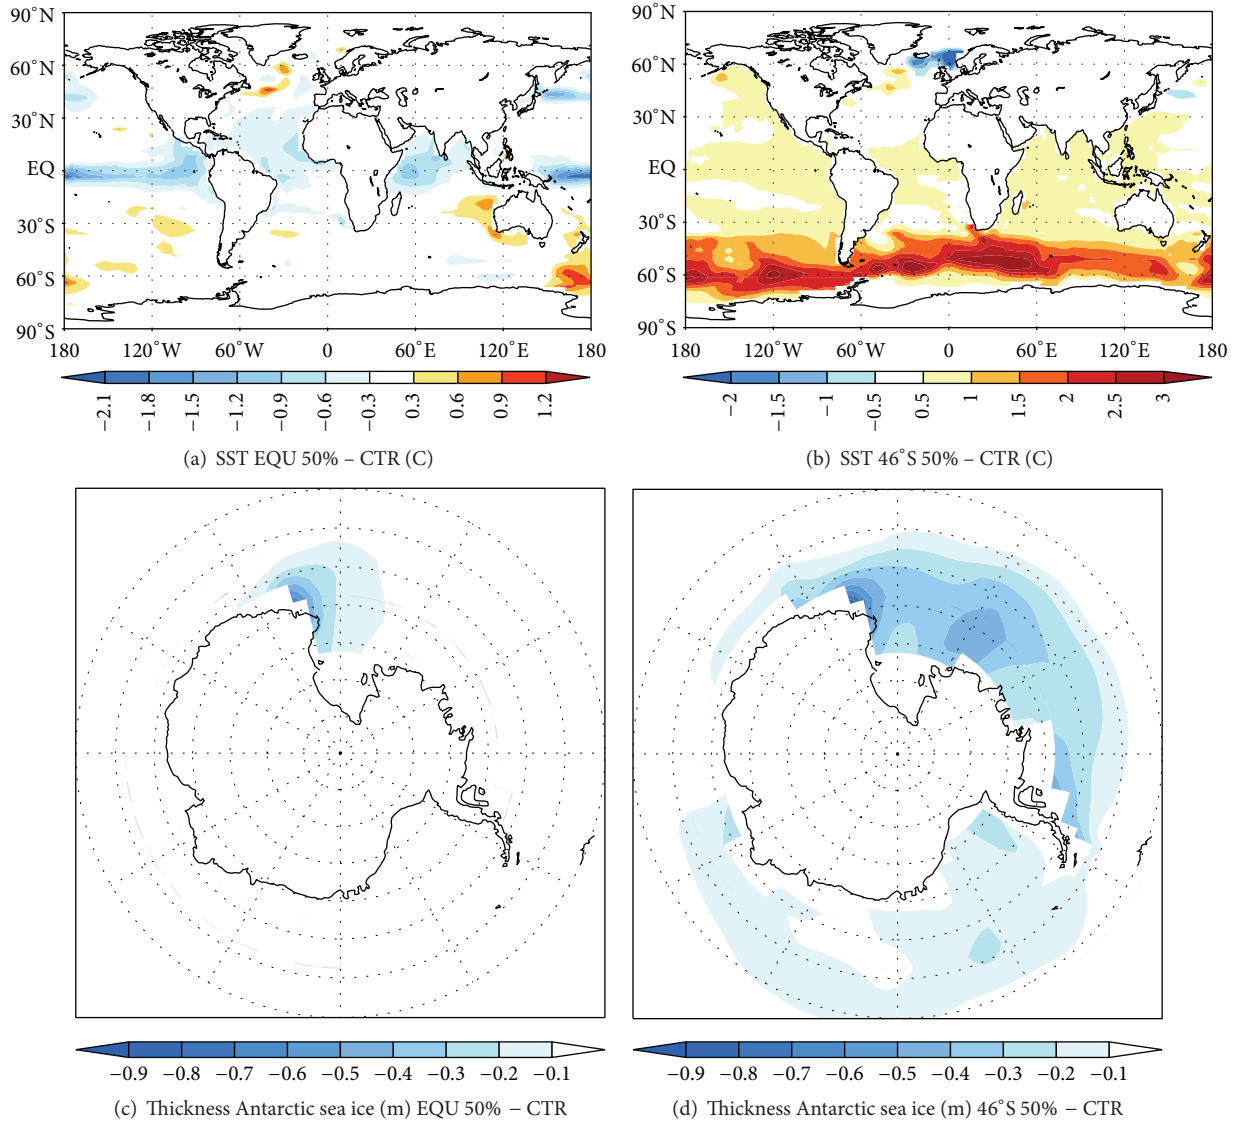 90°N 90°N
60°N 60°N
30°N 30°N
EQ EQ
30°S 30°S
60°S 60°S
90°S 90°S
180 120°W 60°W 0 60°E 120°E 180 180 120°W 60°W 0 60°E 120°E 180
−2.1 −1.8 −1.5 −1.2 −0.9 −0.6 −0.3 0.3 0.6 0.9 1.2 −2 −1.5 −1 −0.5 0.5 1 1.5 2 2.5 3
(a) SST EQU 50% – CTR (C) (b) SST 46°S 50% – CTR (C)
−0.9 −0.8 −0.7 −0.6 −0.5 −0.4 −0.3 −0.2 −0.1 −0.9 −0.8 −0.7 −0.6 −0.5 −0.4 −0.3 −0.2 −0.1
(c) Thickness Antarctic sea ice (m) EQU 50% – CTR (d) Thickness Antarctic sea ice (m) 46°S 50% – CTR